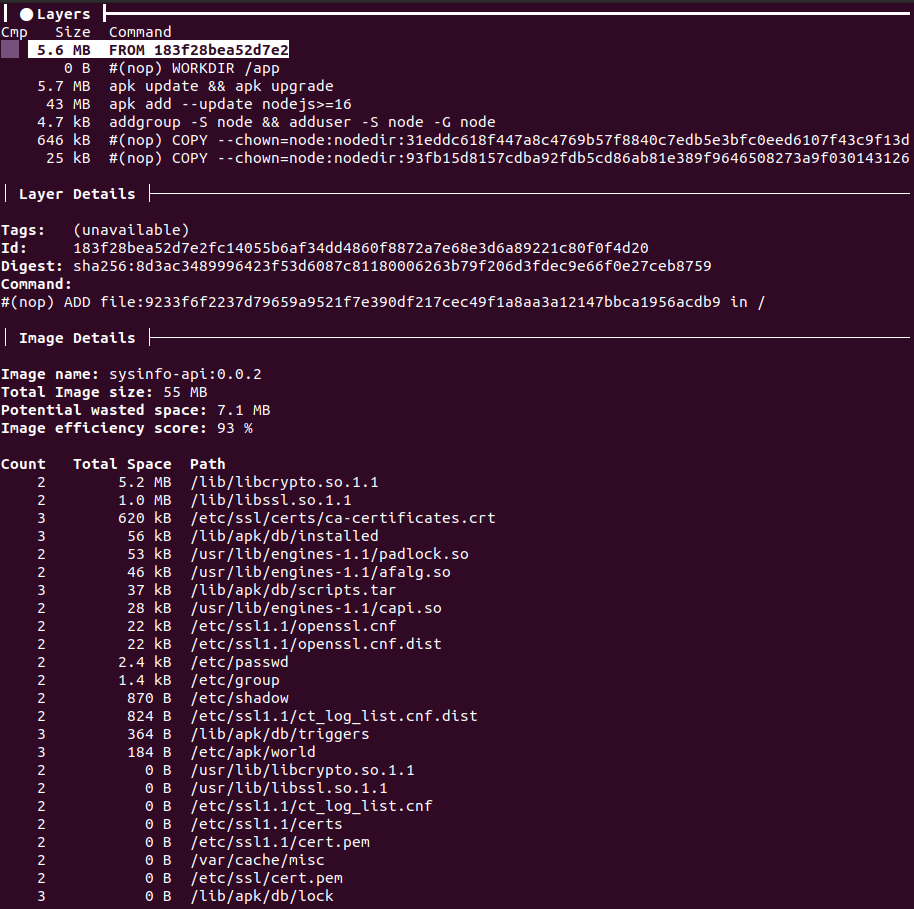 ● Layers
Cmp Size Command
5.6 MB FROM 183f28bea52d7e2
0 B #(nop) WORKDIR /app
5.7 MB apk update && apk upgrade
43 MB apk add --update nodejs>=16
4.7 kB addgroup -S node && adduser -S node -G node
646 kB #(nop) COPY --chown=node:nodedir:31eddc618f447a8c4769b57f8840c7edb5e3bfc0eed6107f43c9f13d
25 kB #(nop) COPY --chown=node:nodedir:93fb15d8157cdba92fdb5cd86ab81e389f9646508273a9f030143126
Layer Details
Tags: (unavailable)
Id: 183f28bea52d7e2fc14055b6af34dd4860f8872a7e68e3d6a89221c80f0f4d20
Digest: sha256:8d3ac3489996423f53d6087c81180006263b79f206d3fdec9e66f0e27ceb8759
Command:
#(nop) ADD file:9233f6f2237d79659a9521f7e390df217cec49f1a8aa3a12147bbca1956acdb9 in /
Image Details
Image name: sysinfo-api:0.0.2
Total Image size: 55 MB
Potential wasted space: 7.1 MB
Image efficiency score: 93 %
Count Total Space Path
2 5.2 MB /lib/libcrypto.so.1.1
2 1.0 MB /lib/libssl.so.1.1
3 620 kB /etc/ssl/certs/ca-certificates.crt
3 56 kB /lib/apk/db/installed
2 53 kB /usr/lib/engines-1.1/padlock.so
2 46 kB /usr/lib/engines-1.1/afalg.so
3 37 kB /lib/apk/db/scripts.tar
2 28 kB /usr/lib/engines-1.1/capi.so
2 22 kB /etc/ssl1.1/openssl.cnf
2 22 kB /etc/ssl1.1/openssl.cnf.dist
2 2.4 kB /etc/passwd
2 1.4 kB /etc/group
2 870 B /etc/shadow
2 824 B /etc/ssl1.1/ct_log_list.cnf.dist
3 364 B /lib/apk/db/triggers
3 184 B /etc/apk/world
2 0 B /usr/lib/libcrypto.so.1.1
2 0 B /usr/lib/libssl.so.1.1
2 0 B /etc/ssl1.1/ct_log_list.cnf
2 0 B /etc/ssl1.1/certs
2 0 B /etc/ssl1.1/cert.pem
2 0 B /var/cache/misc
2 0 B /etc/ssl/cert.pem
3 0 B /lib/apk/db/lock